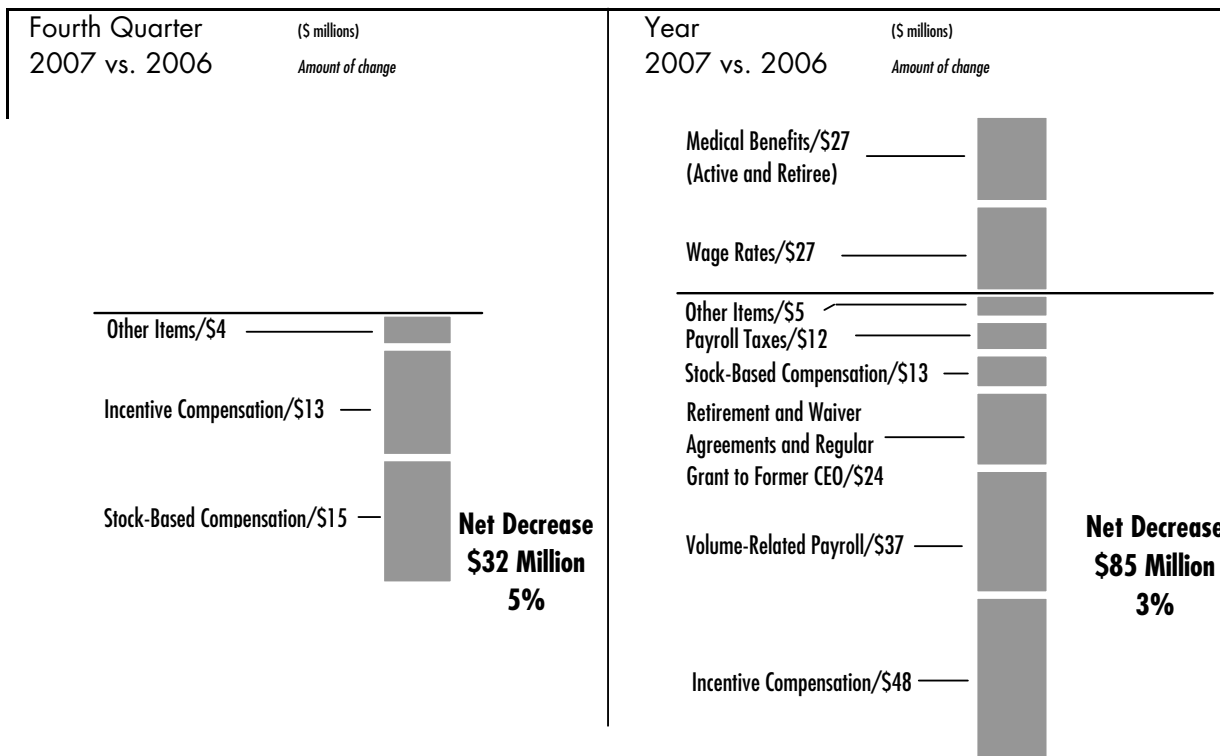 Fourth Quarter ($ millions)
2007 vs. 2006 Amount of change
Other Items/$4
Incentive Compensation/$13
Stock-Based Compensation/$15
Net Decrease
$32 Million
5%
Year ($ millions)
2007 vs. 2006 Amount of change
Medical Benefits/$27
(Active and Retiree)
Wage Rates/$27
Other Items/$5
Payroll Taxes/$12
Stock-Based Compensation/$13
Retirement and Waiver
Agreements and Regular
Grant to Former CEO/$24
Volume-Related Payroll/$37
Net Decrease
$85 Million
3%
Incentive Compensation/$48